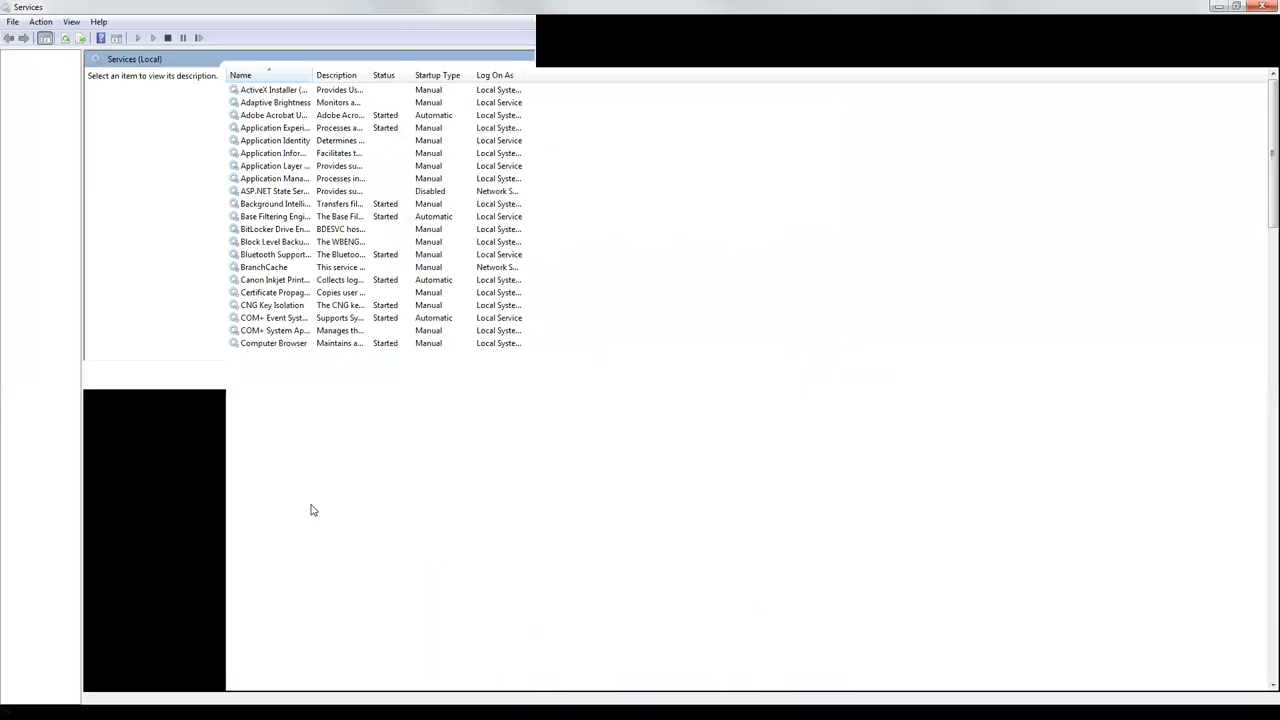 Services
File Action View Help
Services (Local)
Select an item to view its description.
Name Description Status Startup Type Log On As
ActiveX Installer (... Provides Us... Manual Local Syste...
Adaptive Brightness Monitors a... Manual Local Service
Adobe Acrobat U... Adobe Acro... Started Automatic Local Syste...
Application Experi... Processes a... Started Manual Local Syste...
Application Identity Determines ... Manual Local Service
Application Infor... Facilitates t... Manual Local Syste...
Application Layer ... Provides su... Manual Local Service
Application Mana... Processes in... Manual Local Syste...
ASP.NET State Ser... Provides su... Disabled Network S...
Background Intelli... Transfers fil... Started Manual Local Syste...
Base Filtering Engi... The Base Fil... Started Automatic Local Service
BitLocker Drive En... BDESVC hos... Manual Local Syste...
Block Level Backu... The WBENG... Manual Local Syste...
Bluetooth Support... The Bluetoo... Started Manual Local Service
BranchCache This service ... Manual Network S...
Canon Inkjet Print... Collects log... Started Automatic Local Syste...
Certificate Propag... Copies user ... Manual Local Syste...
CNG Key Isolation The CNG ke... Started Manual Local Syste...
COM+ Event Syst... Supports Sy... Started Automatic Local Service
COM+ System Ap... Manages th... Manual Local Syste...
Computer Browser Maintains a... Started Manual Local Syste...